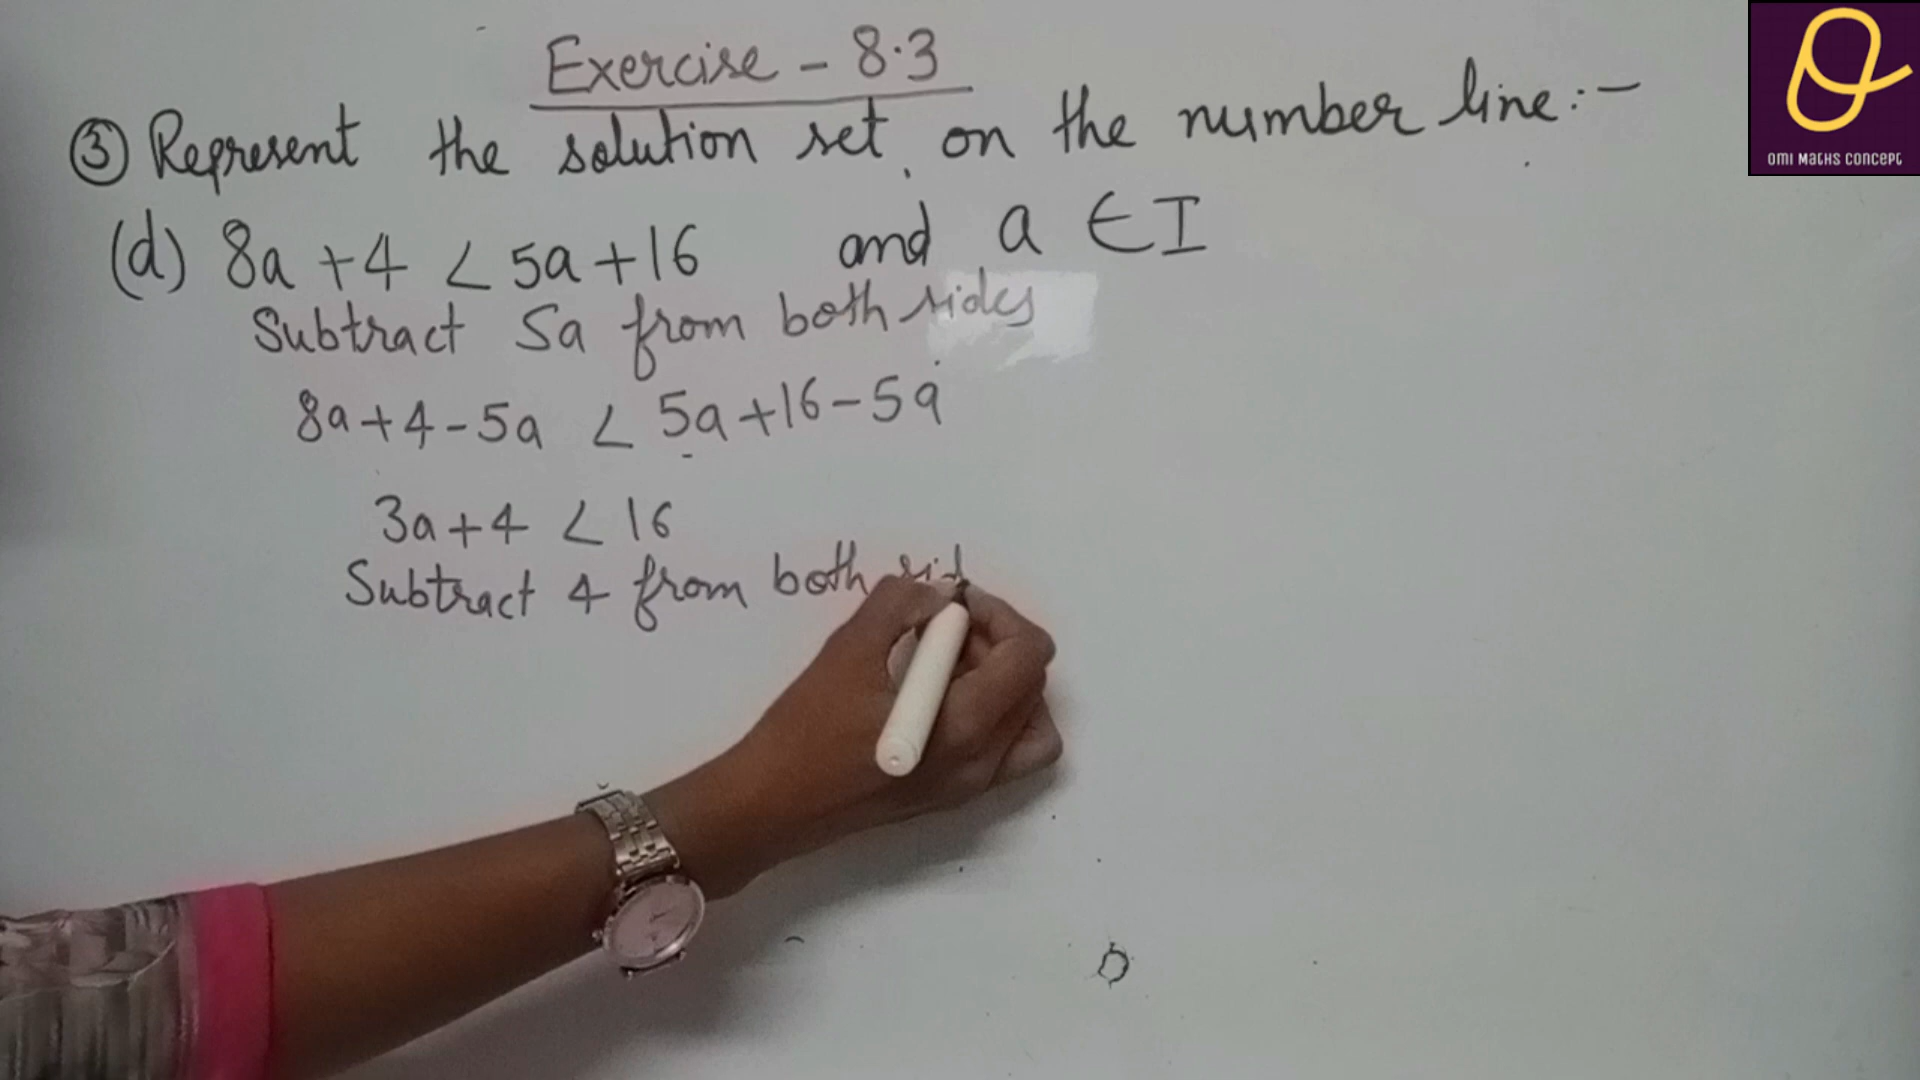 Exercise - 8.3
③ Represent the solution set on the number line:-
(d) 8a + 4 < 5a + 16 and a ∈ I
Subtract 5a from both sides
8a + 4 - 5a < 5a + 16 - 5a
3a + 4 < 16
Subtract 4 from both
OMI MATHS CONCEPT